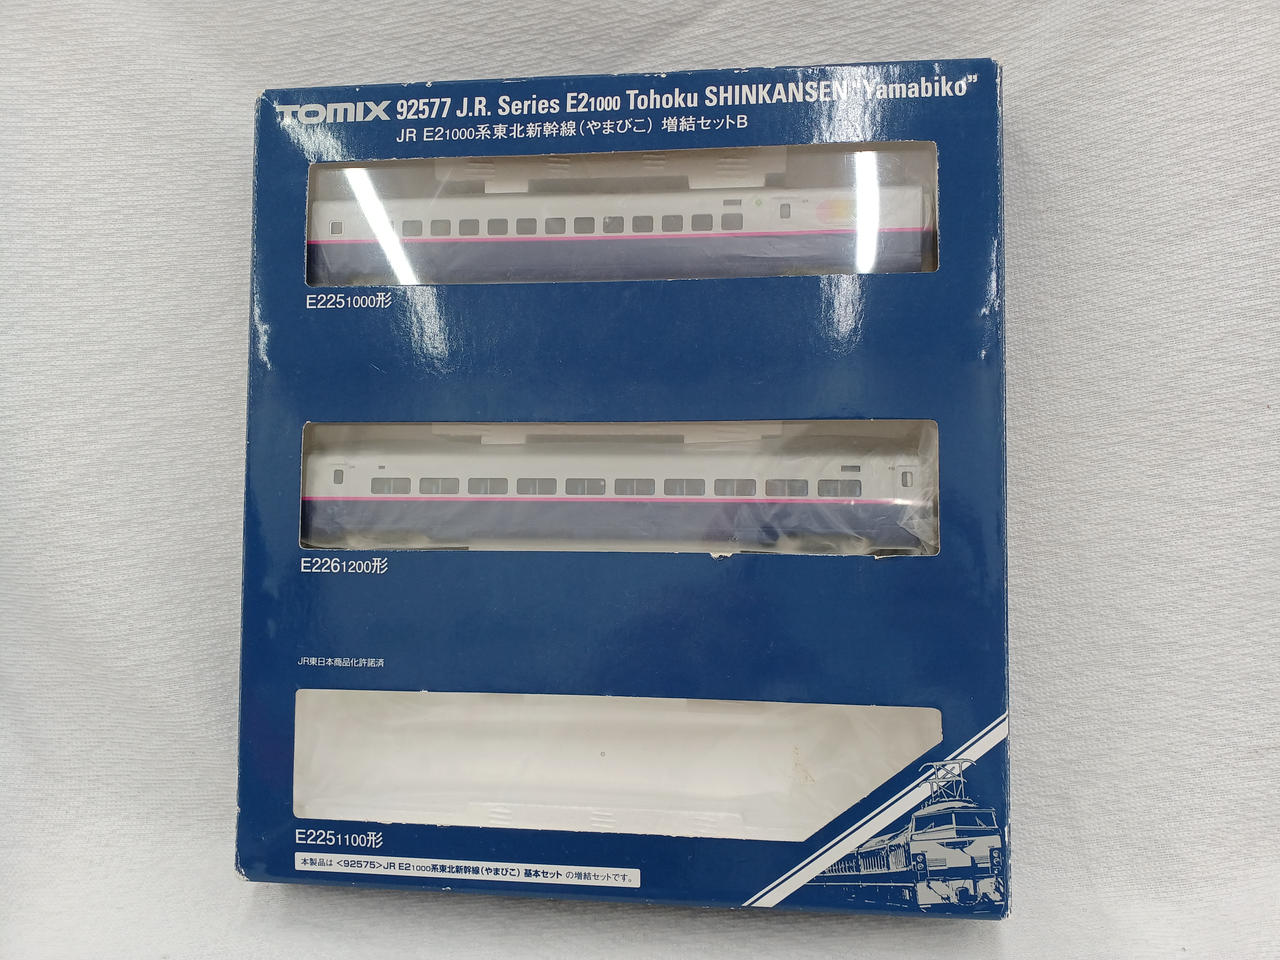 TOMIX 92577 J.R. Series E21000 Tohoku SHINKANSEN "Yamabiko"
JR E21000系東北新幹線(やまびこ) 増結セットB
E2251000形
E2261200形
JR東日本商品化許諾済
E2251100形
本製品は <92575>JR E21000系東北新幹線(やまびこ) 基本セット の増結セットです。